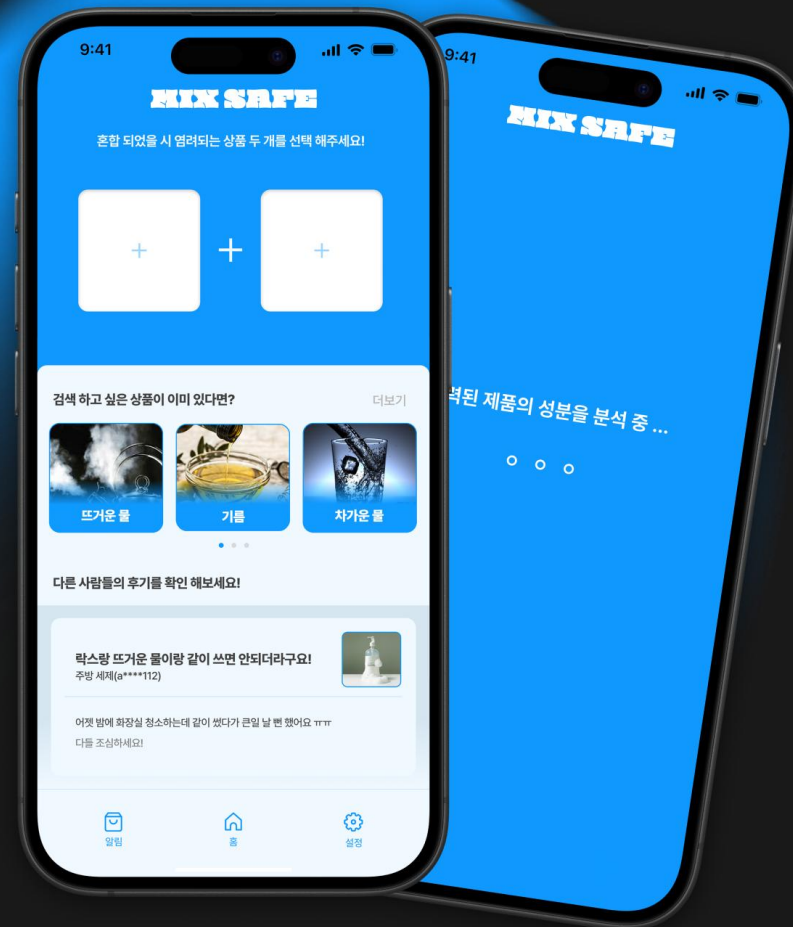 9:41
MIX SAFE
혼합 되었을 시 염려되는 상품 두 개를 선택 해주세요!
+ + +
검색 하고 싶은 상품이 이미 있다면?
더보기
뜨거운 물
기름
차가운 물
다른 사람들의 후기를 확인 해보세요!
락스랑 뜨거운 물이랑 같이 쓰면 안되더라구요!
주방 세제(a****112)
어젯 밤에 화장실 청소하는데 같이 썼다가 큰일 날 뻔 했어요 ㅠㅠ
다들 조심하세요!
알림
홈
설정
9:41
MIX SAFE
력된 제품의 성분을 분석 중 ...